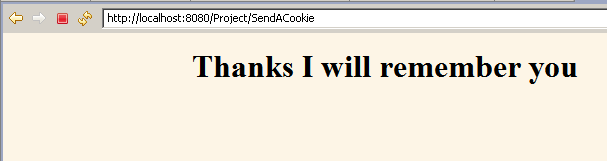 http://localhost:8080/Project/SendACookie
Thanks I will remember you